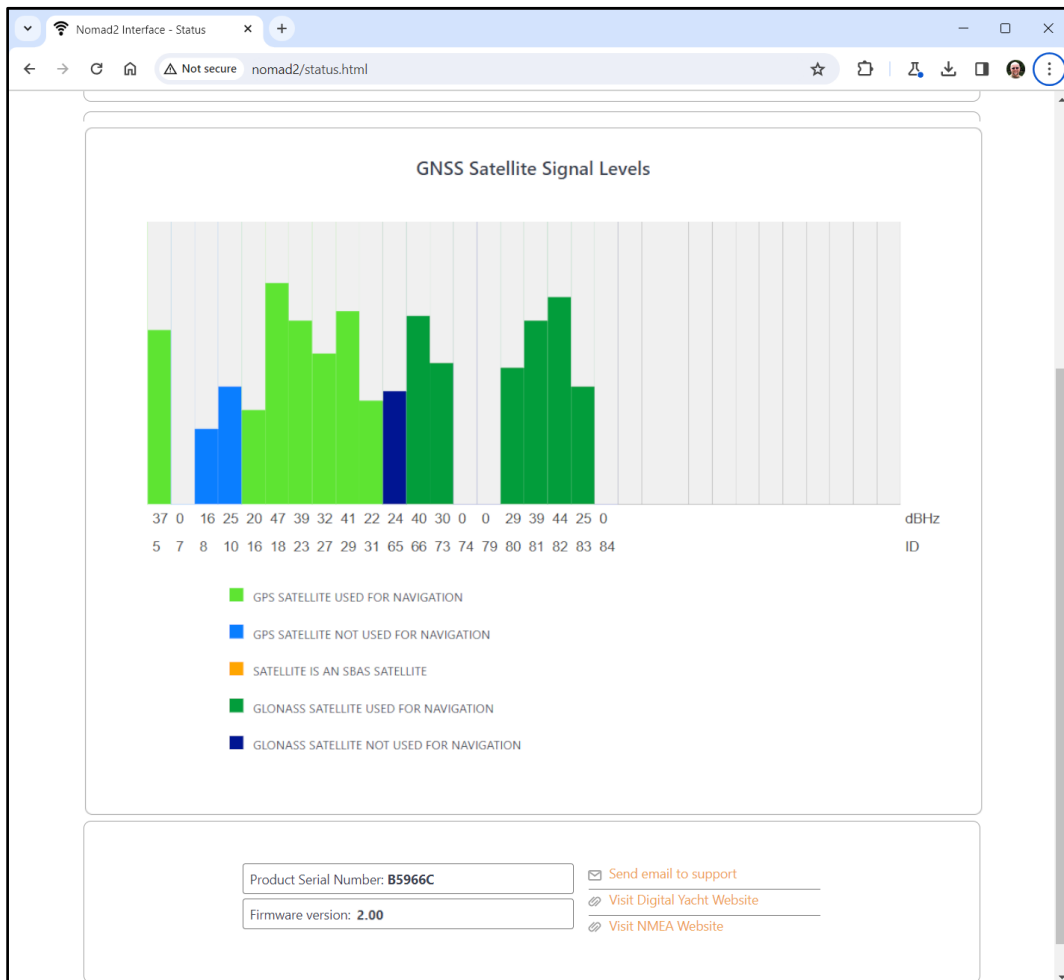 Nomad2 Interface - Status
Not secure nomad2/status.html
GNSS Satellite Signal Levels
37 0 16 25 20 47 39 32 41 22 24 40 30 0 0 29 39 44 25 0 dBHz
5 7 8 10 16 18 23 27 29 31 65 66 73 74 79 80 81 82 83 84 ID
GPS SATELLITE USED FOR NAVIGATION
GPS SATELLITE NOT USED FOR NAVIGATION
SATELLITE IS AN SBAS SATELLITE
GLONASS SATELLITE USED FOR NAVIGATION
GLONASS SATELLITE NOT USED FOR NAVIGATION
Product Serial Number: B5966C
Firmware version: 2.00
Send email to support
Visit Digital Yacht Website
Visit NMEA Website